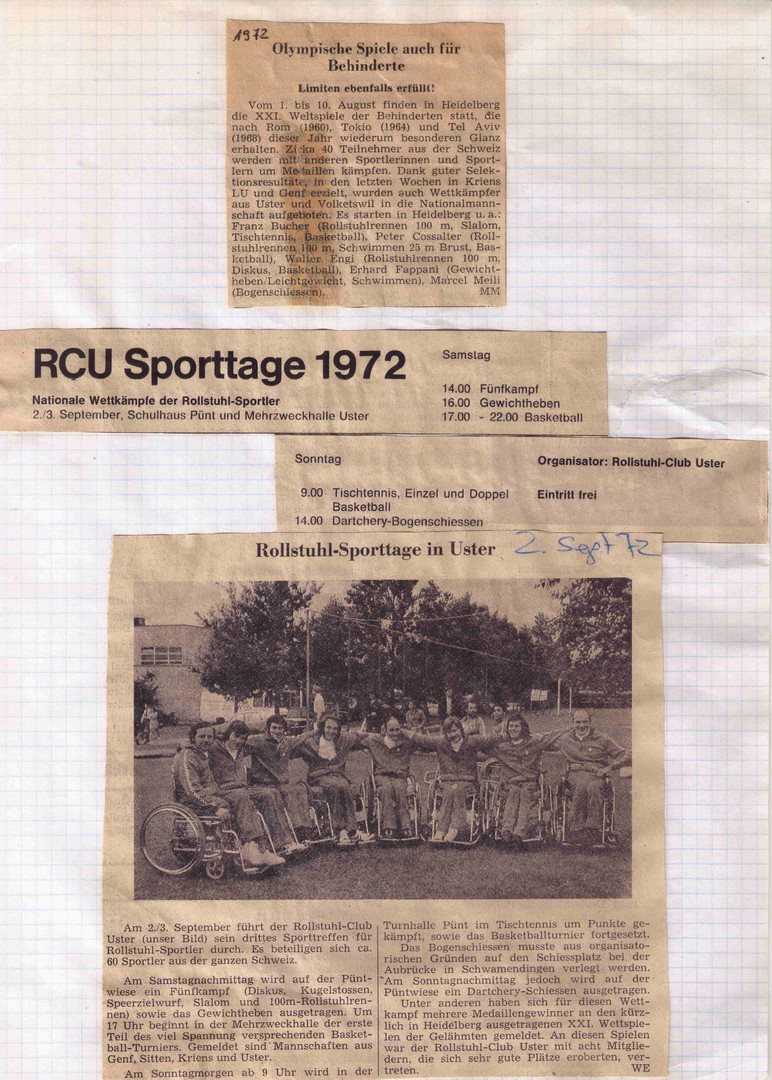 1972
Olympische Spiele auch für
Behinderte
Limiten ebenfalls erfüllt!
Vom 1. bis 10. August finden in Heidelberg
die XXI. Weltspiele der Behinderten statt, die
nach Rom (1960), Tokio (1964) und Tel Aviv
(1968) dieser Jahr wiederum besonderen Glanz
erhalten. Zirka 40 Teilnehmer aus der Schweiz
werden mit anderen Sportlerinnen und Sport-
lern um Medaillen kämpfen. Dank guter Selek-
tionsresultate, in den letzten Wochen in Kriens
LU und Genf erzielt, wurden auch Wettkämpfer
aus Uster und Volketswil in die Nationalmann-
schaft aufgeboten. Es starten in Heidelberg u. a.:
Franz Bucher (Rollstuhlrennen 100 m, Slalom,
Tischtennis, Basketball), Peter Cossalter (Roll-
stuhlrennen 100 m, Schwimmen 25 m Brust, Bas-
ketball), Walter Engi (Rollstuhlrennen 100 m,
Diskus, Basketball), Erhard Fappani (Gewicht-
heben/Leichtgewicht, Schwimmen), Marcel Meili
(Bogenschiessen). MM
RCU Sporttage 1972
Nationale Wettkämpfe der Rollstuhl-Sportler
2./3. September, Schulhaus Pünt und Mehrzweckhalle Uster
Samstag
14.00 Fünfkampf
16.00 Gewichtheben
17.00 - 22.00 Basketball
Sonntag
9.00 Tischtennis, Einzel und Doppel
Basketball
14.00 Dartchery-Bogenschiessen
Organisator: Rollstuhl-Club Uster
Eintritt frei
Rollstuhl-Sporttage in Uster
2. Sept 72
Am 2./3. September führt der Rollstuhl-Club
Uster (unser Bild) sein drittes Sporttreffen für
Rollstuhl-Sportler durch. Es beteiligen sich ca.
60 Sportler aus der ganzen Schweiz.
Am Samstagnachmittag wird auf der Pünt-
wiese ein Fünfkampf (Diskus, Kugelstossen,
Speerzielwurf, Slalom und 100m-Rollstuhlren-
nen) sowie das Gewichtheben ausgetragen. Um
17 Uhr beginnt in der Mehrzweckhalle der erste
Teil des viel Spannung versprechenden Basket-
ball-Turniers. Gemeldet sind Mannschaften aus
Genf, Sitten, Kriens und Uster.
Am Sonntagmorgen ab 9 Uhr wird in der
Turnhalle Pünt im Tischtennis um Punkte ge-
kämpft, sowie das Basketballturnier fortgesetzt.
Das Bogenschiessen musste aus organisato-
rischen Gründen auf den Schiessplatz bei der
Aubrücke in Schwamendingen verlegt werden.
Am Sonntagnachmittag jedoch wird auf der
Püntwiese ein Dartchery-Schiessen ausgetragen.
Unter anderen haben sich für diesen Wett-
kampf mehrere Medaillengewinner an den kürz-
lich in Heidelberg ausgetragenen XXI. Wettspie-
len der Gelähmten gemeldet. An diesen Spielen
war der Rollstuhl-Club Uster mit acht Mitglie-
dern, die sich sehr gute Plätze eroberten, ver-
treten. WE